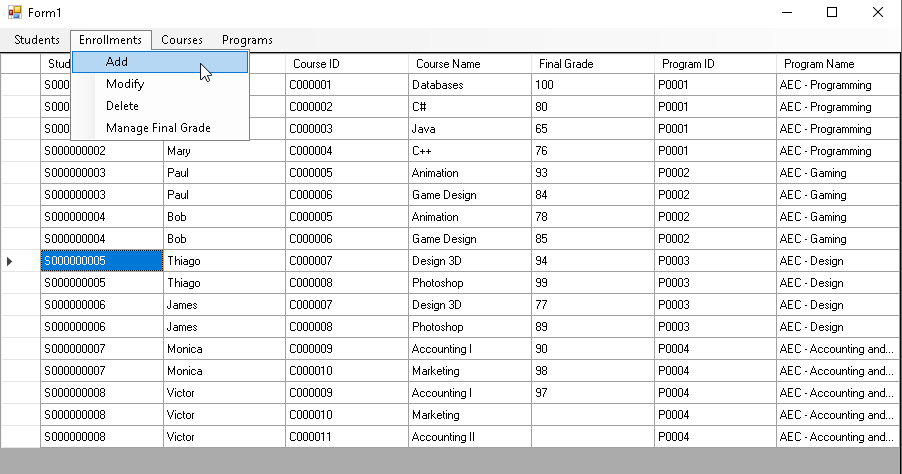 Form1
Students Enrollments Courses Programs
Course ID Course Name Final Grade Program ID Program Name
Add
C000001 Databases 100 P0001 AEC - Programming
Modify
C000002 C# 80 P0001 AEC - Programming
Delete
C000003 Java 65 P0001 AEC - Programming
Manage Final Grade
S000000002 Mary C000004 C++ 76 P0001 AEC - Programming
S000000003 Paul C000005 Animation 93 P0002 AEC - Gaming
S000000003 Paul C000006 Game Design 84 P0002 AEC - Gaming
S000000004 Bob C000005 Animation 78 P0002 AEC - Gaming
S000000004 Bob C000006 Game Design 85 P0002 AEC - Gaming
S000000005 Thiago C000007 Design 3D 94 P0003 AEC - Design
S000000005 Thiago C000008 Photoshop 99 P0003 AEC - Design
S000000006 James C000007 Design 3D 77 P0003 AEC - Design
S000000006 James C000008 Photoshop 89 P0003 AEC - Design
S000000007 Monica C000009 Accounting I 90 P0004 AEC - Accounting and...
S000000007 Monica C000010 Marketing 98 P0004 AEC - Accounting and...
S000000008 Victor C000009 Accounting I 97 P0004 AEC - Accounting and...
S000000008 Victor C000010 Marketing P0004 AEC - Accounting and...
S000000008 Victor C000011 Accounting II P0004 AEC - Accounting and...